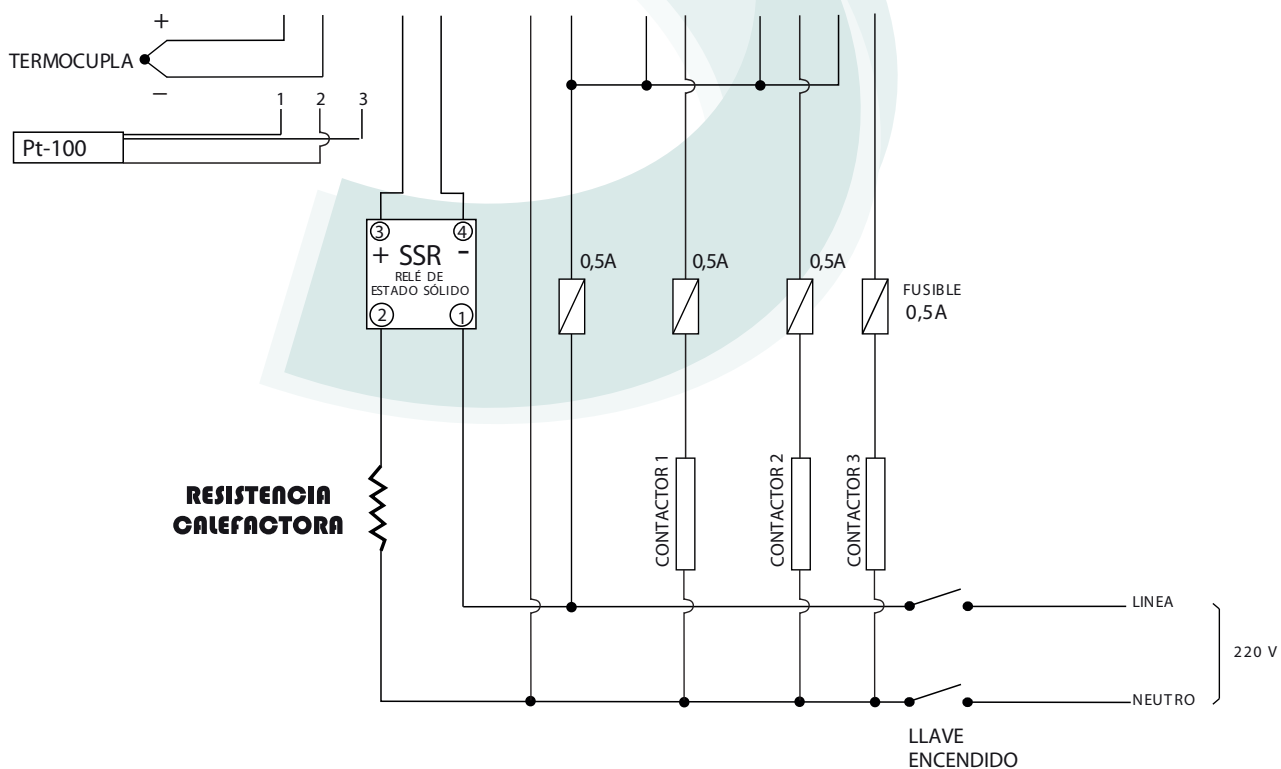 +
TERMOCUPLA
–
1 2 3
Pt-100
3 4
+ SSR -
RELÉ DE
ESTADO SÓLIDO
2 1
0,5A
0,5A
0,5A
FUSIBLE
0,5A
RESISTENCIA
CALEFACTORA
CONTACTOR 1
CONTACTOR 2
CONTACTOR 3
LINEA
220 V
NEUTRO
LLAVE
ENCENDIDO